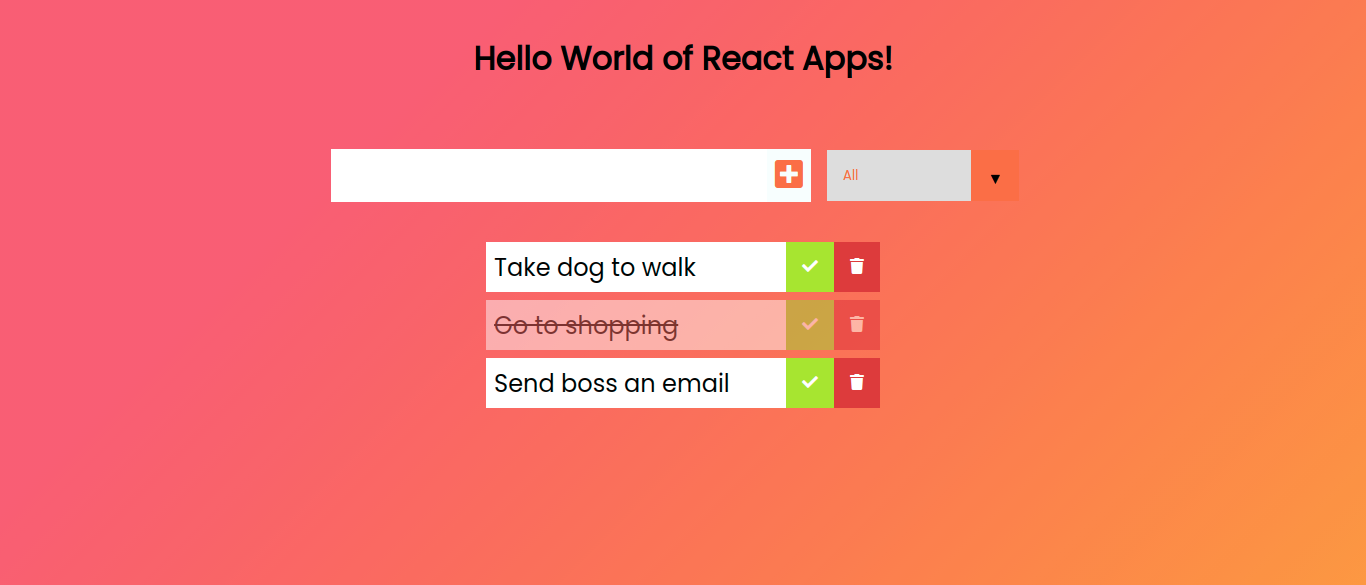 Hello World of React Apps!
All
Take dog to walk
Go to shopping
Send boss an email